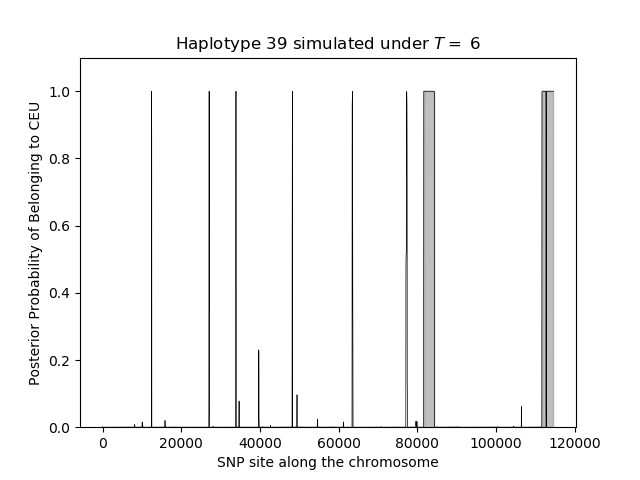 Haplotype 39 simulated under T = 6
Posterior Probability of Belonging to CEU
1.0
0.8
0.6
0.4
0.2
0.0
0 20000 40000 60000 80000 100000 120000
SNP site along the chromosome